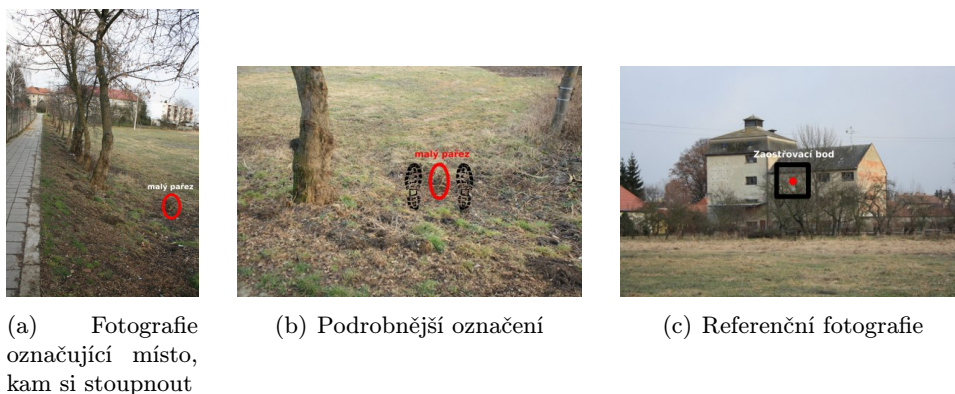 malý pařez
malý pařez
Zaostřovací bod
(a) Fotografie
označující místo,
kam si stoupnout
(b) Podrobnější označení
(c) Referenční fotografie